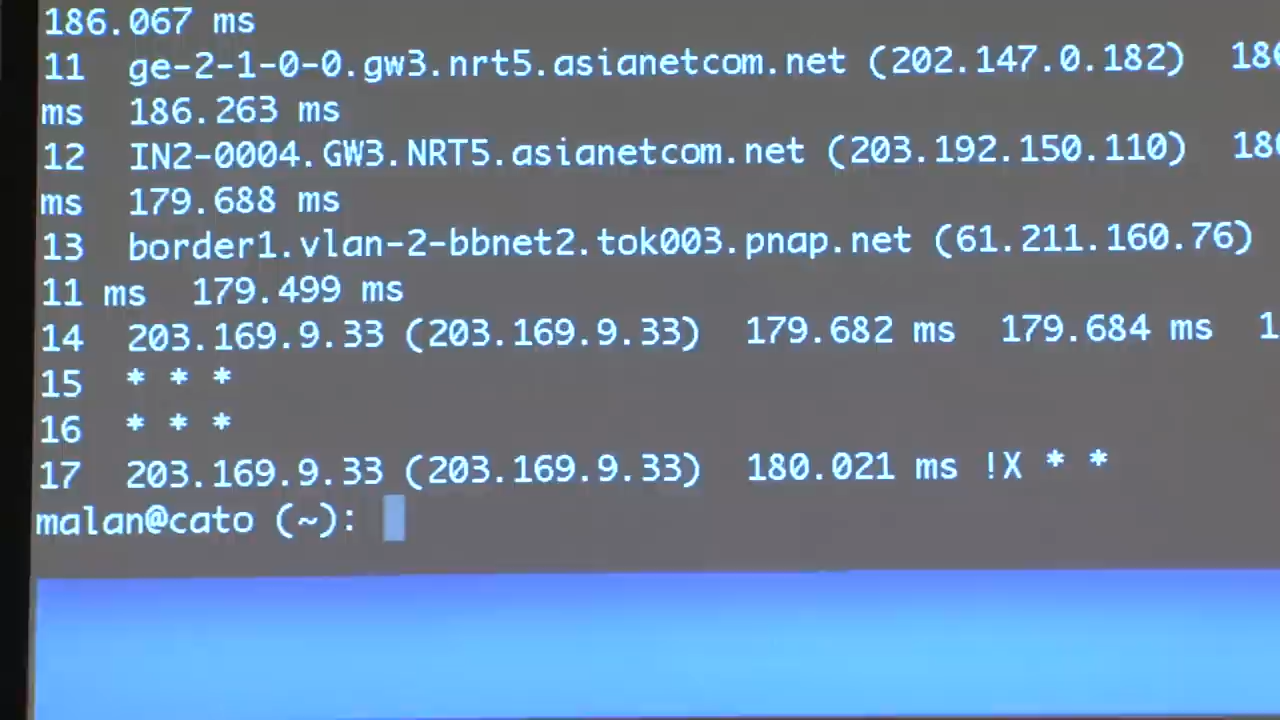 186.067 ms
11 ge-2-1-0-0.gw3.nrt5.asianetcom.net (202.147.0.182)
ms 186.263 ms
12 IN2-0004.GW3.NRT5.asianetcom.net (203.192.150.110)
ms 179.688 ms
13 border1.vlan-2-bbnet2.tok003.pnap.net (61.211.160.76)
11 ms 179.499 ms
14 203.169.9.33 (203.169.9.33) 179.682 ms 179.684 ms 1
15 * * *
16 * * *
17 203.169.9.33 (203.169.9.33) 180.021 ms !X * *
malan@cato (~):